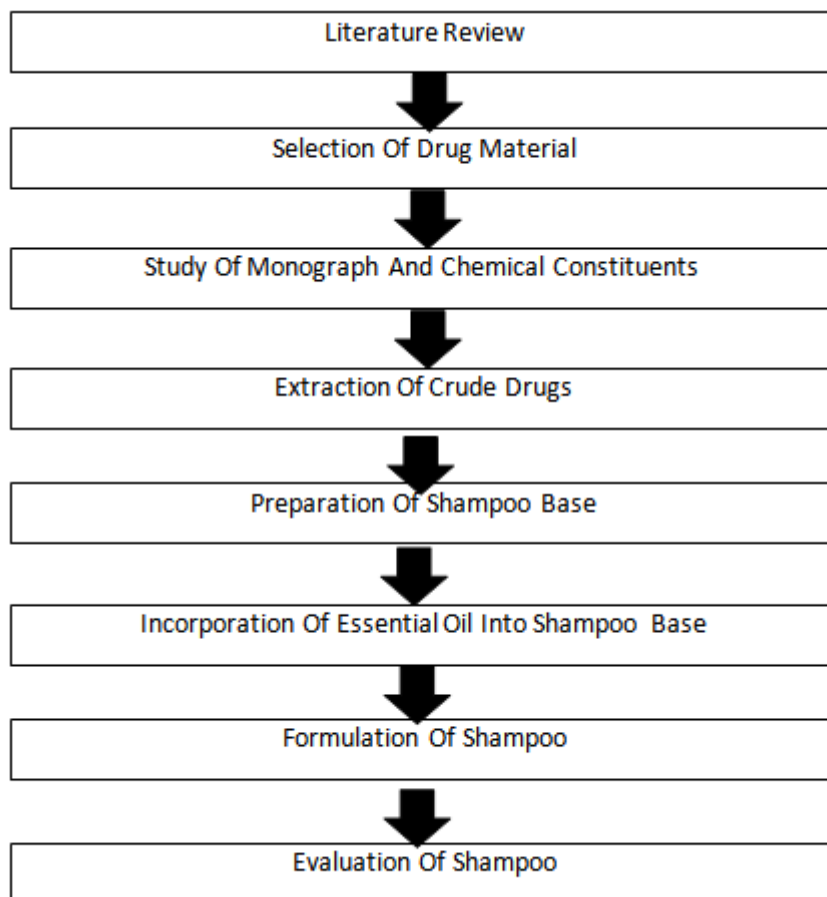 Literature Review
Selection Of Drug Material
Study Of Monograph And Chemical Constituents
Extraction Of Crude Drugs
Preparation Of Shampoo Base
Incorporation Of Essential Oil Into Shampoo Base
Formulation Of Shampoo
Evaluation Of Shampoo